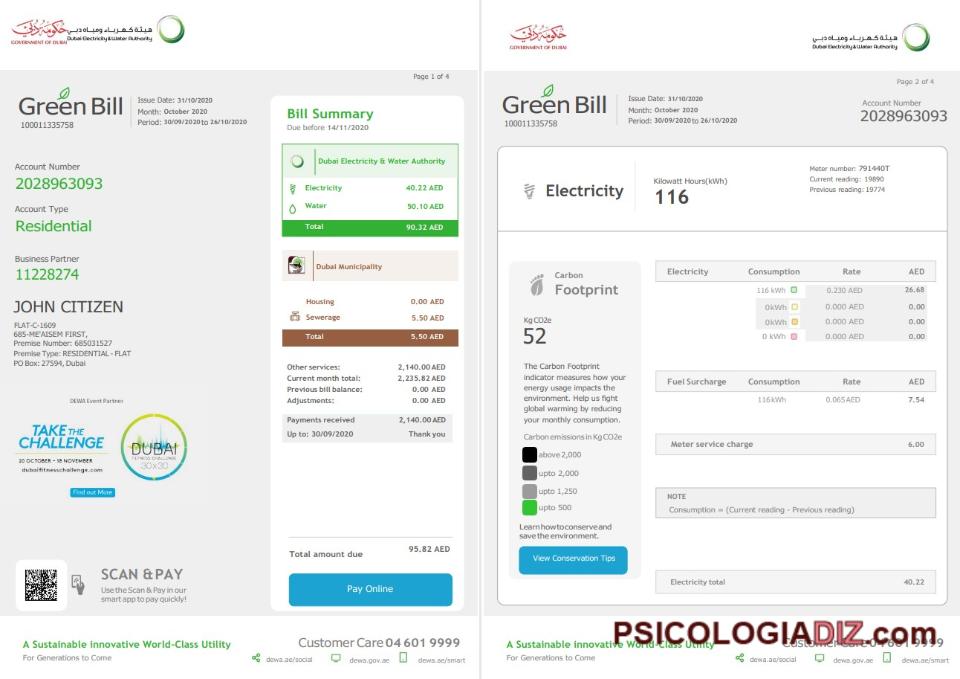 حكومة دبي
GOVERNMENT OF DUBAI
هيئة كهرباء ومياه دبي
Dubai Electricity & Water Authority
Page 1 of 4
Green Bill
100011335758
Issue Date: 31/10/2020
Month: October 2020
Period: 30/09/2020 to 26/10/2020
Account Number
2028963093
Account Type
Residential
Business Partner
11228274
JOHN CITIZEN
FLAT-C-1609
685-ME'AISEM FIRST,
Premise Number: 685031527
Premise Type: RESIDENTIAL - FLAT
PO Box: 27594, Dubai
DEWA Event Partner
TAKE THE
CHALLENGE
20 OCTOBER - 18 NOVEMBER
dubaifitnesschallenge.com
DUBAI
FITNESS CHALLENGE
30x30
Find out More
SCAN & PAY
Use the Scan & Pay in our
smart app to pay quickly!
Bill Summary
Due before 14/11/2020
Dubai Electricity & Water Authority
Electricity 40.22 AED
Water 50.10 AED
Total 90.32 AED
Dubai Municipality
Housing 0.00 AED
Sewerage 5.50 AED
Total 5.50 AED
Other services: 2,140.00 AED
Current month total: 2,235.82 AED
Previous bill balance: 0.00 AED
Adjustments: 0.00 AED
Payments received 2,140.00 AED
Up to: 30/09/2020 Thank you
Total amount due 95.82 AED
Pay Online
A Sustainable innovative World-Class Utility
For Generations to Come
Customer Care 04 601 9999
dewa.ae/social dewa.gov.ae dewa.ae/smart
حكومة دبي
GOVERNMENT OF DUBAI
هيئة كهرباء ومياه دبي
Dubai Electricity & Water Authority
Page 2 of 4
Green Bill
100011335758
Issue Date: 31/10/2020
Month: October 2020
Period: 30/09/2020 to 26/10/2020
Account Number
2028963093
Electricity
Kilowatt Hours(kWh)
116
Meter number: 791440T
Current reading: 19890
Previous reading: 19774
Carbon
Footprint
Kg CO2e
52
The Carbon Footprint
indicator measures how your
energy usage impacts the
environment. Help us fight
global warming by reducing
your monthly consumption.
Carbon emissions in Kg CO2e
above 2,000
upto 2,000
upto 1,250
upto 500
Learn how to conserve and
save the environment.
View Conservation Tips
Electricity Consumption Rate AED
116 kWh 0.230 AED 26.68
0kWh 0.000 AED 0.00
0kWh 0.000 AED 0.00
0 kWh 0.000 AED 0.00
Fuel Surcharge Consumption Rate AED
116kWh 0.065AED 7.54
Meter service charge 6.00
NOTE
Consumption = (Current reading - Previous reading)
Electricity total 40.22
A Sustainable innovative World-Class Utility
For Generations to Come
Customer Care 04 601 9999
dewa.ae/social dewa.gov.ae dewa.ae/smart
PSICOLOGIADIZ.com